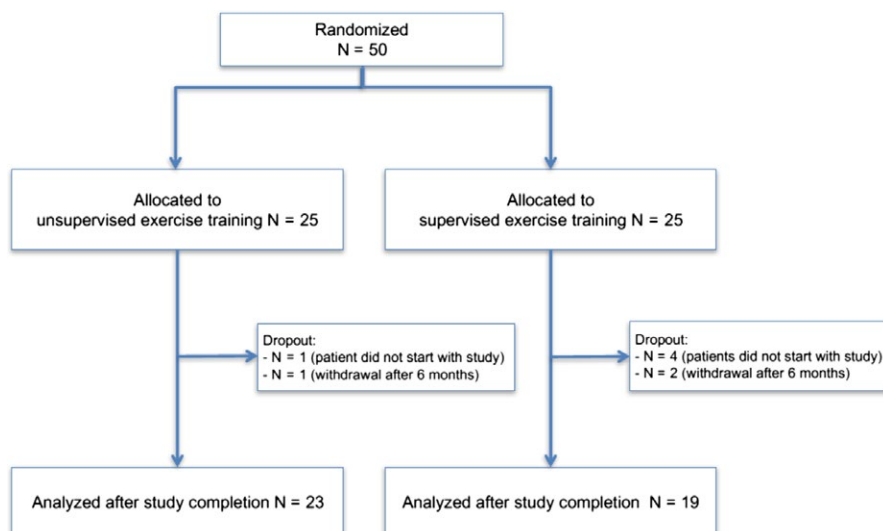 Randomized
N = 50
Allocated to
unsupervised exercise training N = 25
Allocated to
supervised exercise training N = 25
Dropout:
- N = 1 (patient did not start with study)
- N = 1 (withdrawal after 6 months)
Dropout:
- N = 4 (patients did not start with study)
- N = 2 (withdrawal after 6 months)
Analyzed after study completion N = 23
Analyzed after study completion N = 19